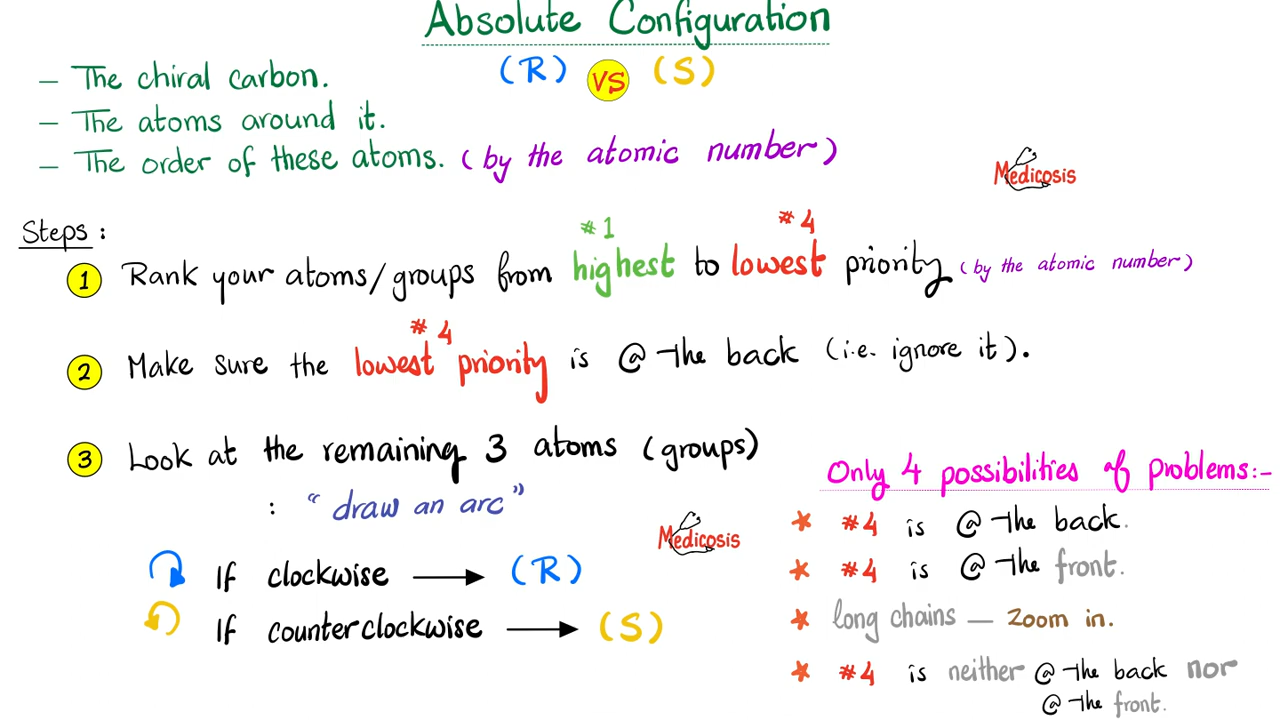 Absolute Configuration
(R) VS (S)
– The chiral carbon.
– The atoms around it.
– The order of these atoms. (by the atomic number)
Medicosis
Steps :
#1 #4
1 Rank your atoms/groups from highest to lowest priority (by the atomic number)
#4
2 Make sure the lowest priority is @ the back (i.e. ignore it).
3 Look at the remaining 3 atoms (groups)
: "draw an arc"
Medicosis
If clockwise → (R)
If counterclockwise → (S)
Only 4 possibilities of problems:-
* #4 is @ the back.
* #4 is @ the front.
* long chains – Zoom in.
* #4 is neither @ the back nor
@ the front.